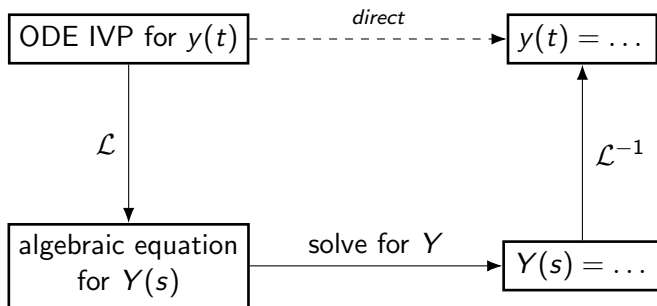 ODE IVP for y(t)
direct
y(t) = ...
ℒ
ℒ⁻¹
algebraic equation
for Y(s)
solve for Y
Y(s) = ...